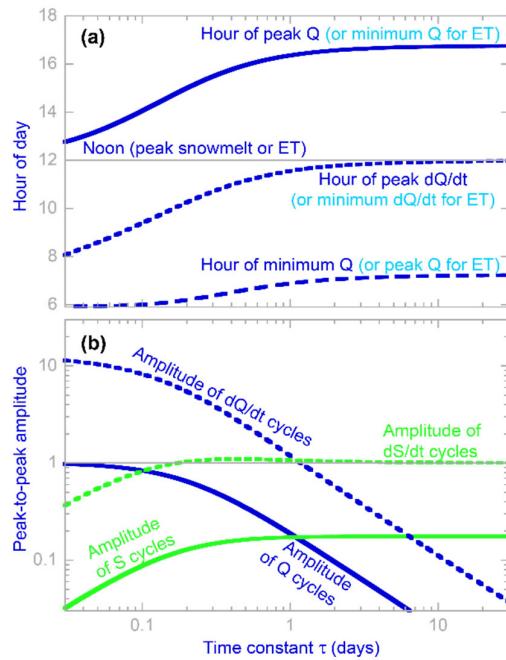 (a)
Hour of peak Q (or minimum Q for ET)
18
16
14
12
10
8
6
Hour of day
Noon (peak snowmelt or ET)
Hour of peak dQ/dt
(or minimum dQ/dt for ET)
Hour of minimum Q (or peak Q for ET)
(b)
10
1
0.1
Peak-to-peak amplitude
Amplitude of dQ/dt cycles
Amplitude of
dS/dt cycles
Amplitude
of S cycles
Amplitude
of Q cycles
0.1
1
10
Time constant τ (days)